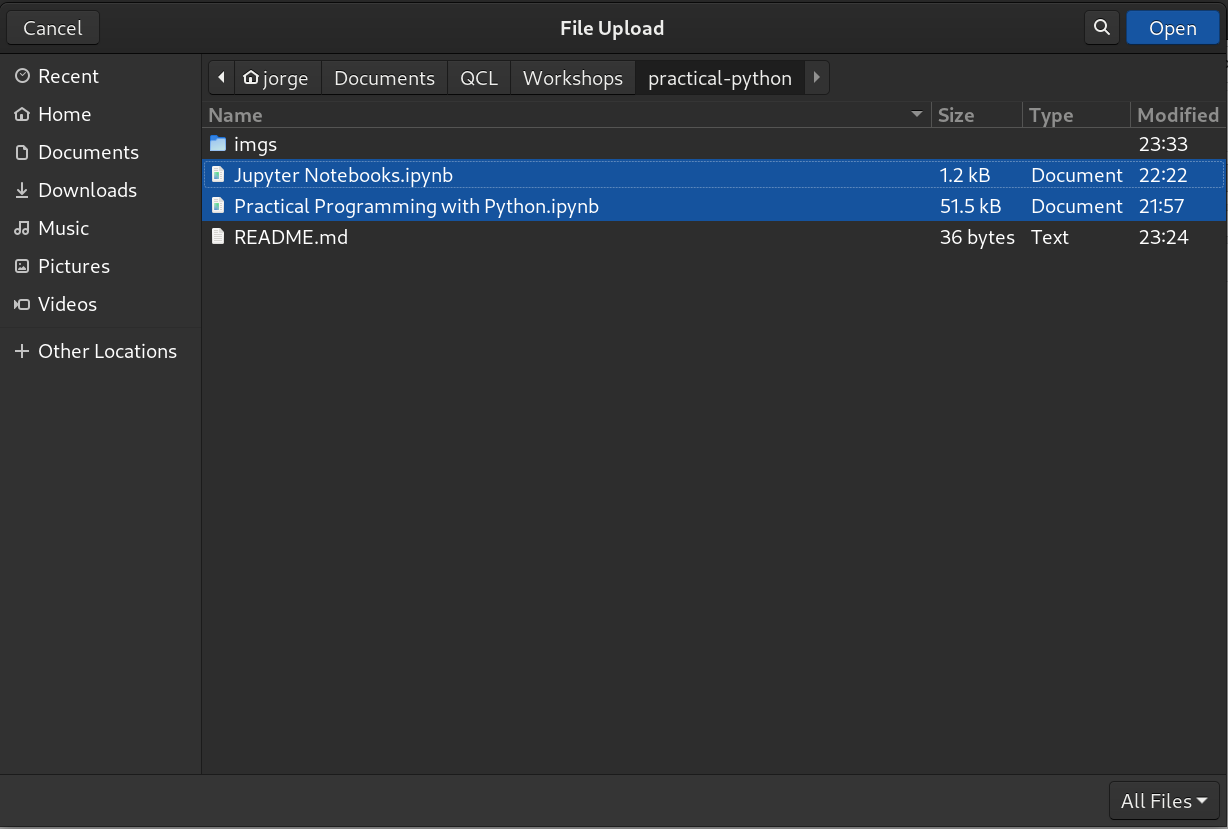 Cancel File Upload Open
Recent
Home
Documents
Downloads
Music
Pictures
Videos
Other Locations
jorge Documents QCL Workshops practical-python
Name Size Type Modified
imgs 23:33
Jupyter Notebooks.ipynb 1.2 kB Document 22:22
Practical Programming with Python.ipynb 51.5 kB Document 21:57
README.md 36 bytes Text 23:24
All Files